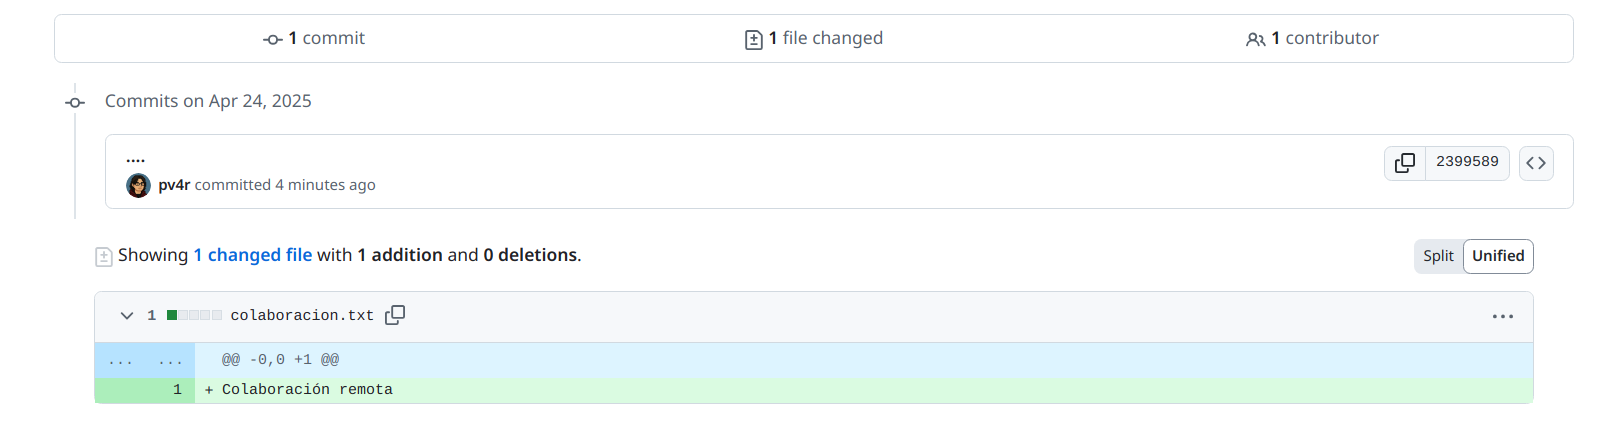 1 commit
1 file changed
1 contributor
Commits on Apr 24, 2025
....
pv4r committed 4 minutes ago
2399589
Showing 1 changed file with 1 addition and 0 deletions.
Split
Unified
1 colaboracion.txt
... ... @@ -0,0 +1 @@
1 + Colaboración remota